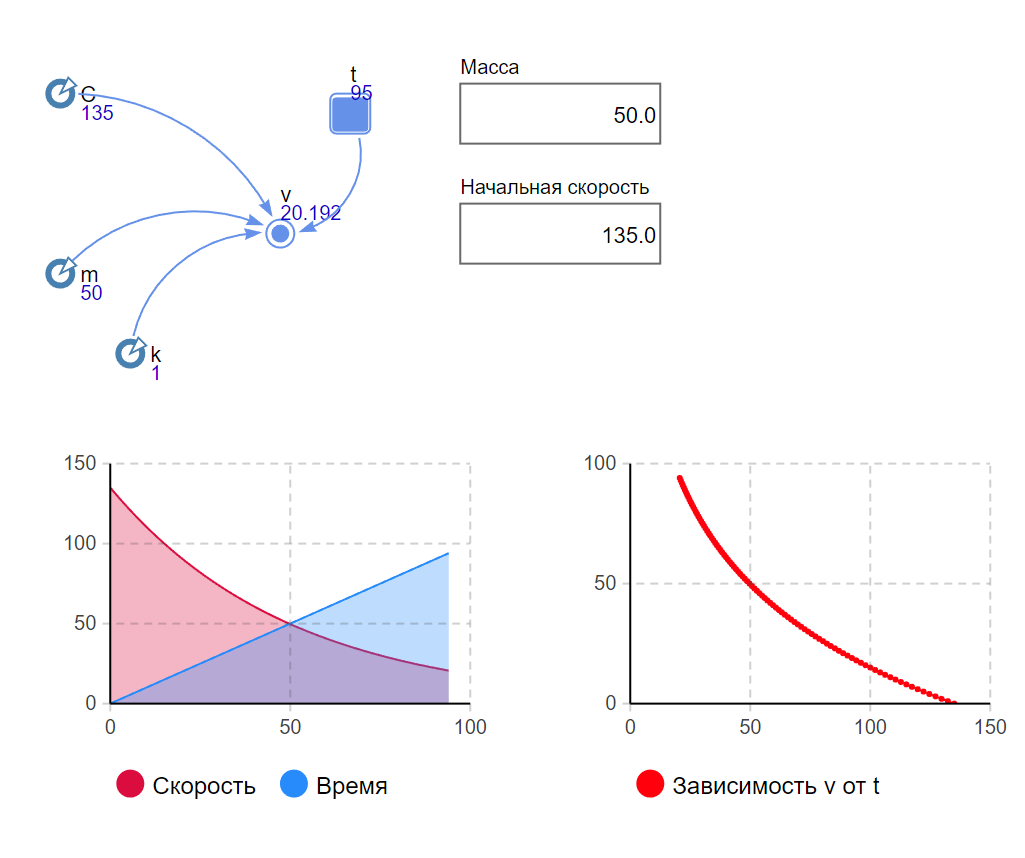 C
135
t
95
v
20.192
m
50
k
1
Масса
50.0
Начальная скорость
135.0
150
100
50
0
0
50
100
Скорость
Время
100
50
0
0
50
100
150
Зависимость v от t